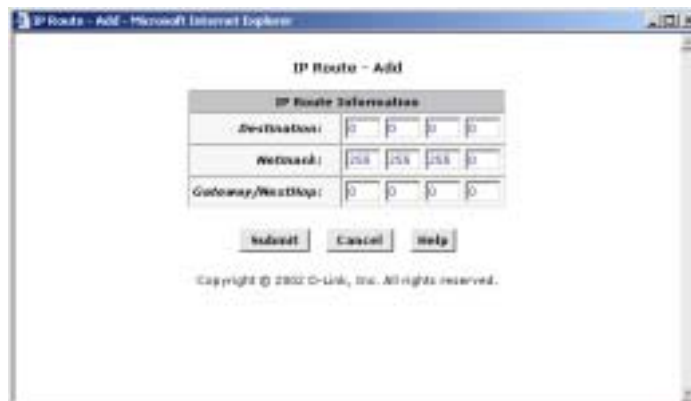 IP Route - Add - Microsoft Internet Explorer
IP Route - Add
IP Route Information
Destination: 0 0 0 0
Netmask: 255 255 255 0
Gateway/NextHop: 0 0 0 0
Submit Cancel Help
Copyright © 2002 D-Link, Inc. All rights reserved.